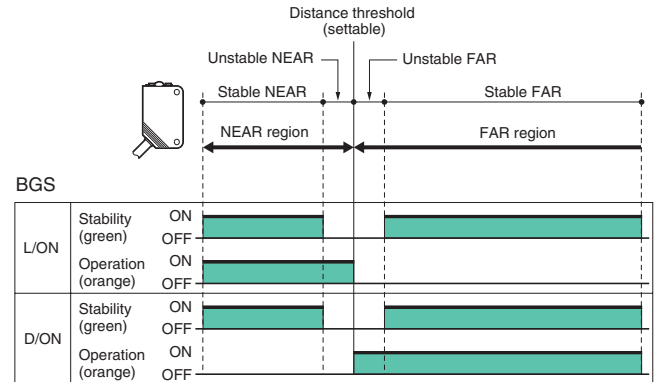 Distance threshold
(settable)
Unstable NEAR
Unstable FAR
Stable NEAR
Stable FAR
NEAR region
FAR region
BGS
L/ON
Stability
(green)
ON
OFF
Operation
(orange)
ON
OFF
D/ON
Stability
(green)
ON
OFF
Operation
(orange)
ON
OFF